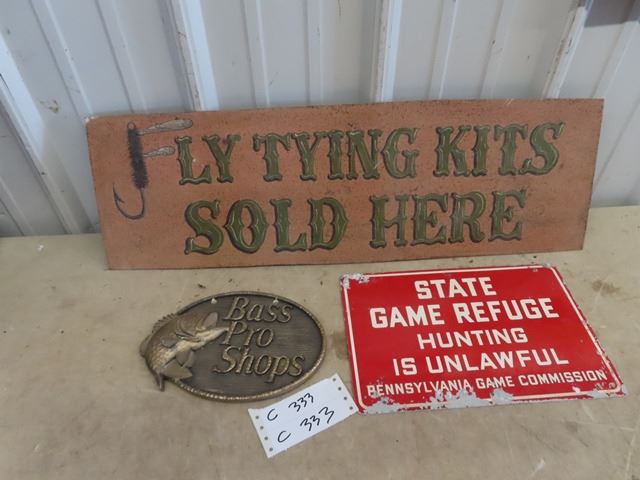 FLY TYING KITS
SOLD HERE
Bass
Pro
Shops
STATE
GAME REFUGE
HUNTING
IS UNLAWFUL
PENNSYLVANIA GAME COMMISSION
C 333
C 333